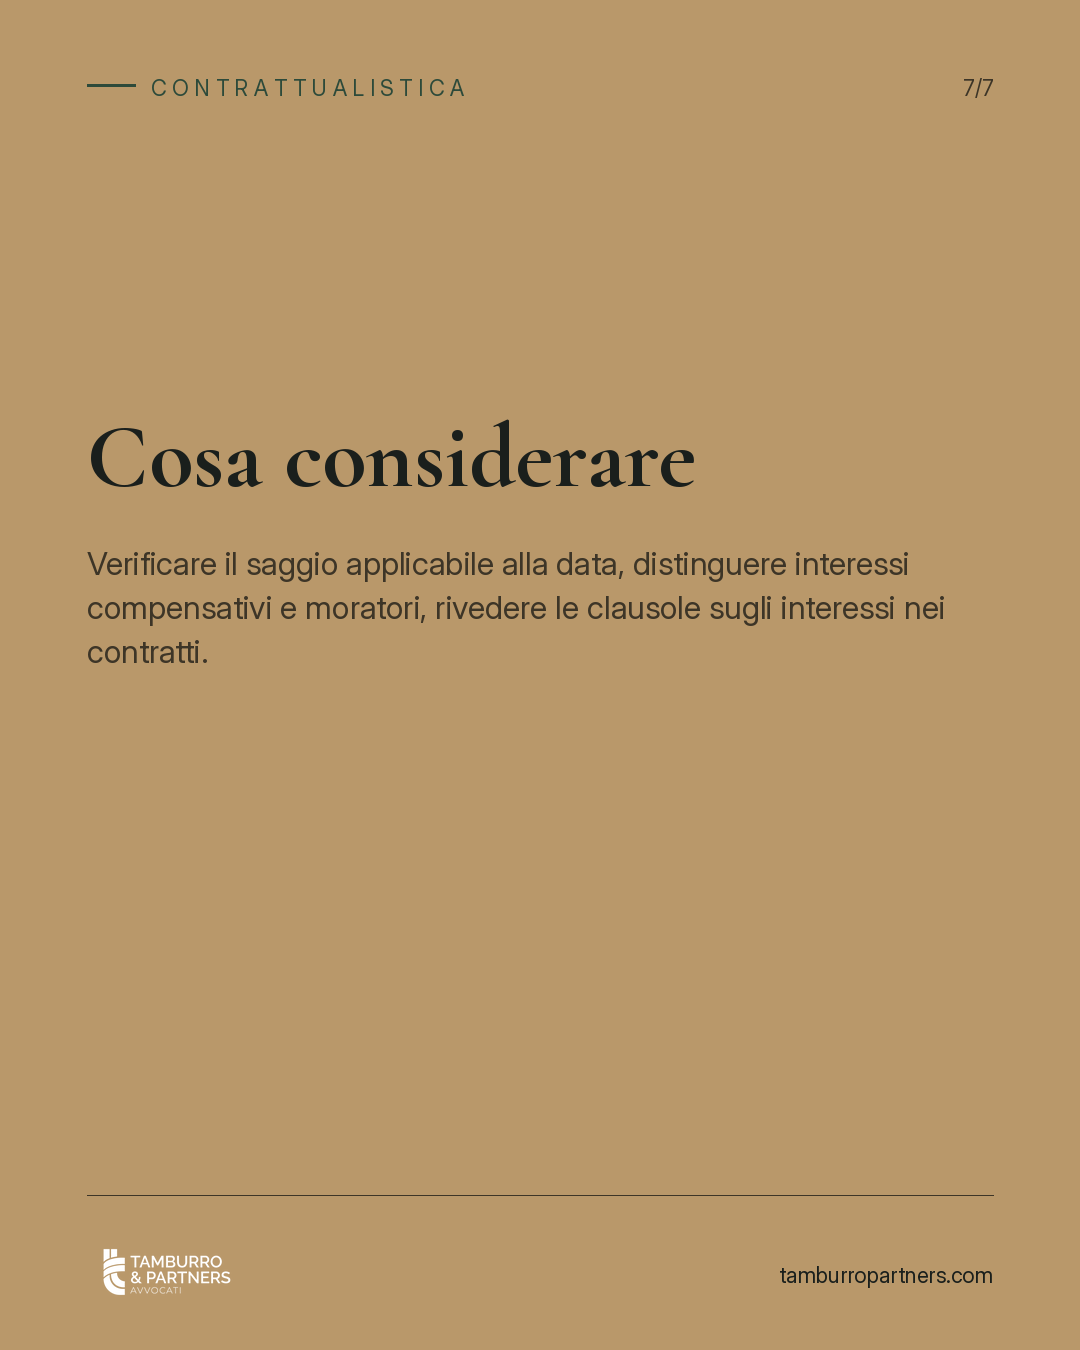 CONTRATTUALISTICA
7/7
Cosa considerare
Verificare il saggio applicabile alla data, distinguere interessi
compensativi e moratori, rivedere le clausole sugli interessi nei
contratti.
TAMBURRO
& PARTNERS
AVVOCATI
tamburropartners.com